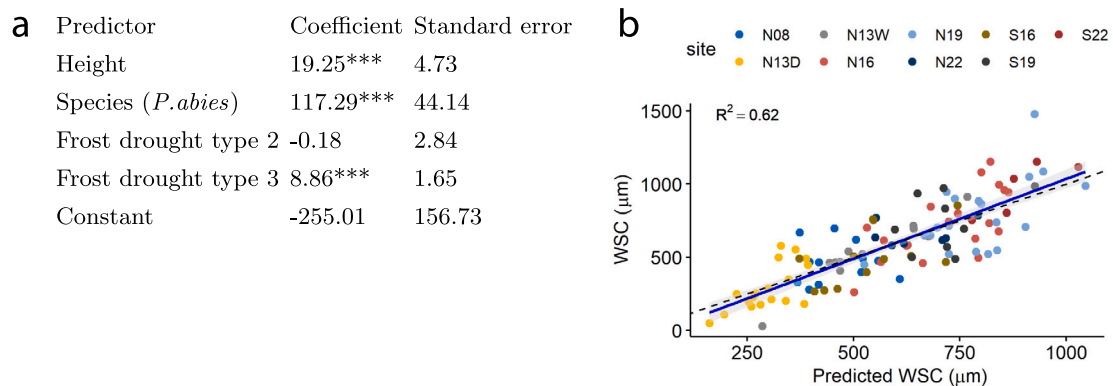 a
Predictor Coefficient Standard error
Height 19.25*** 4.73
Species (P.abies) 117.29*** 44.14
Frost drought type 2 -0.18 2.84
Frost drought type 3 8.86*** 1.65
Constant -255.01 156.73
b
site N08 N13W N19 S16 S22
N13D N16 N22 S19
R² = 0.62
1500
1000
500
0
WSC (µm)
250 500 750 1000
Predicted WSC (µm)